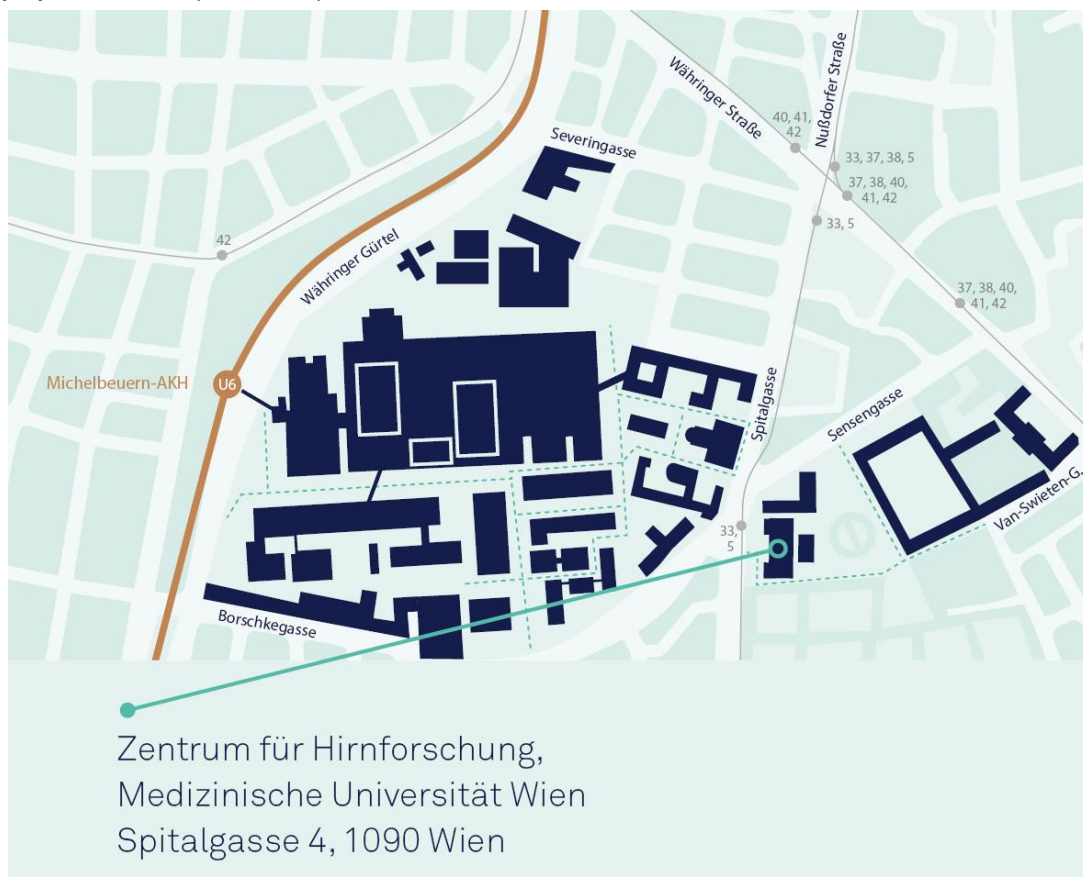 Währinger Straße
Nußdorfer Straße
40, 41,
42
Severingasse
33, 37, 38, 5
37, 38, 40,
41, 42
33, 5
42
Währinger Gürtel
37, 38, 40,
41, 42
Michelbeuern-AKH
U6
Spitalgasse
Sensengasse
Van-Swieten-G.
33,
5
Borschkegasse
Zentrum für Hirnforschung,
Medizinische Universität Wien
Spitalgasse 4, 1090 Wien